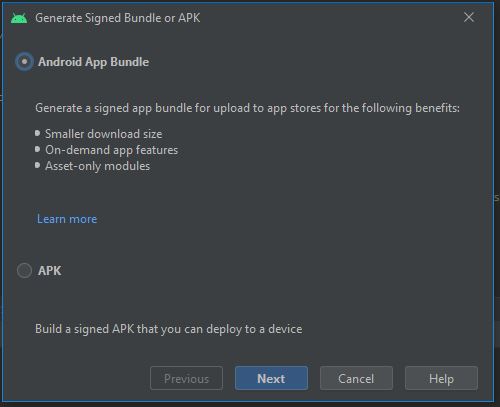 Generate Signed Bundle or APK
Android App Bundle
Generate a signed app bundle for upload to app stores for the following benefits:
Smaller download size
On-demand app features
Asset-only modules
Learn more
APK
Build a signed APK that you can deploy to a device
Previous Next Cancel Help